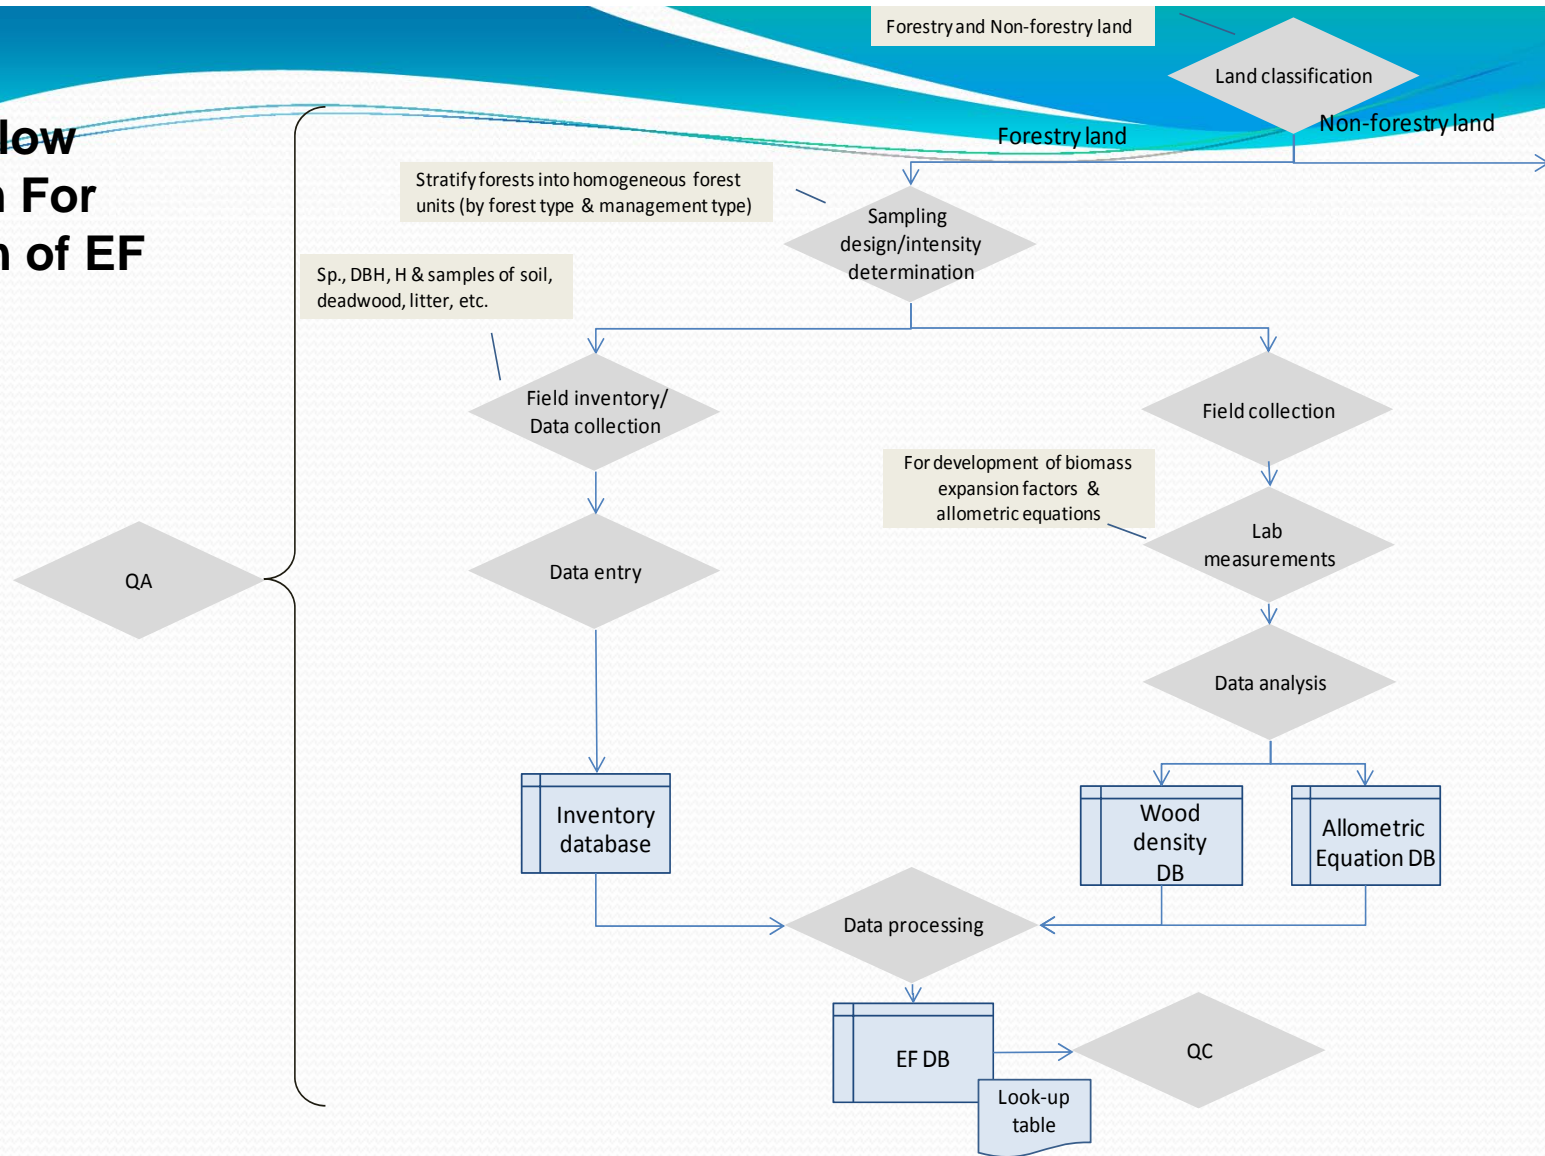 Forestry and Non-forestry land
Land classification
Forestry land
Non-forestry land
low
For
of EF
Stratify forests into homogeneous forest
units (by forest type & management type)
Sampling
design/intensity
determination
Sp., DBH, H & samples of soil,
deadwood, litter, etc.
Field inventory/
Data collection
Field collection
For development of biomass
expansion factors &
allometric equations
Lab
measurements
QA
Data entry
Data analysis
Inventory
database
Wood
density
DB
Allometric
Equation DB
Data processing
EF DB
QC
Look-up
table